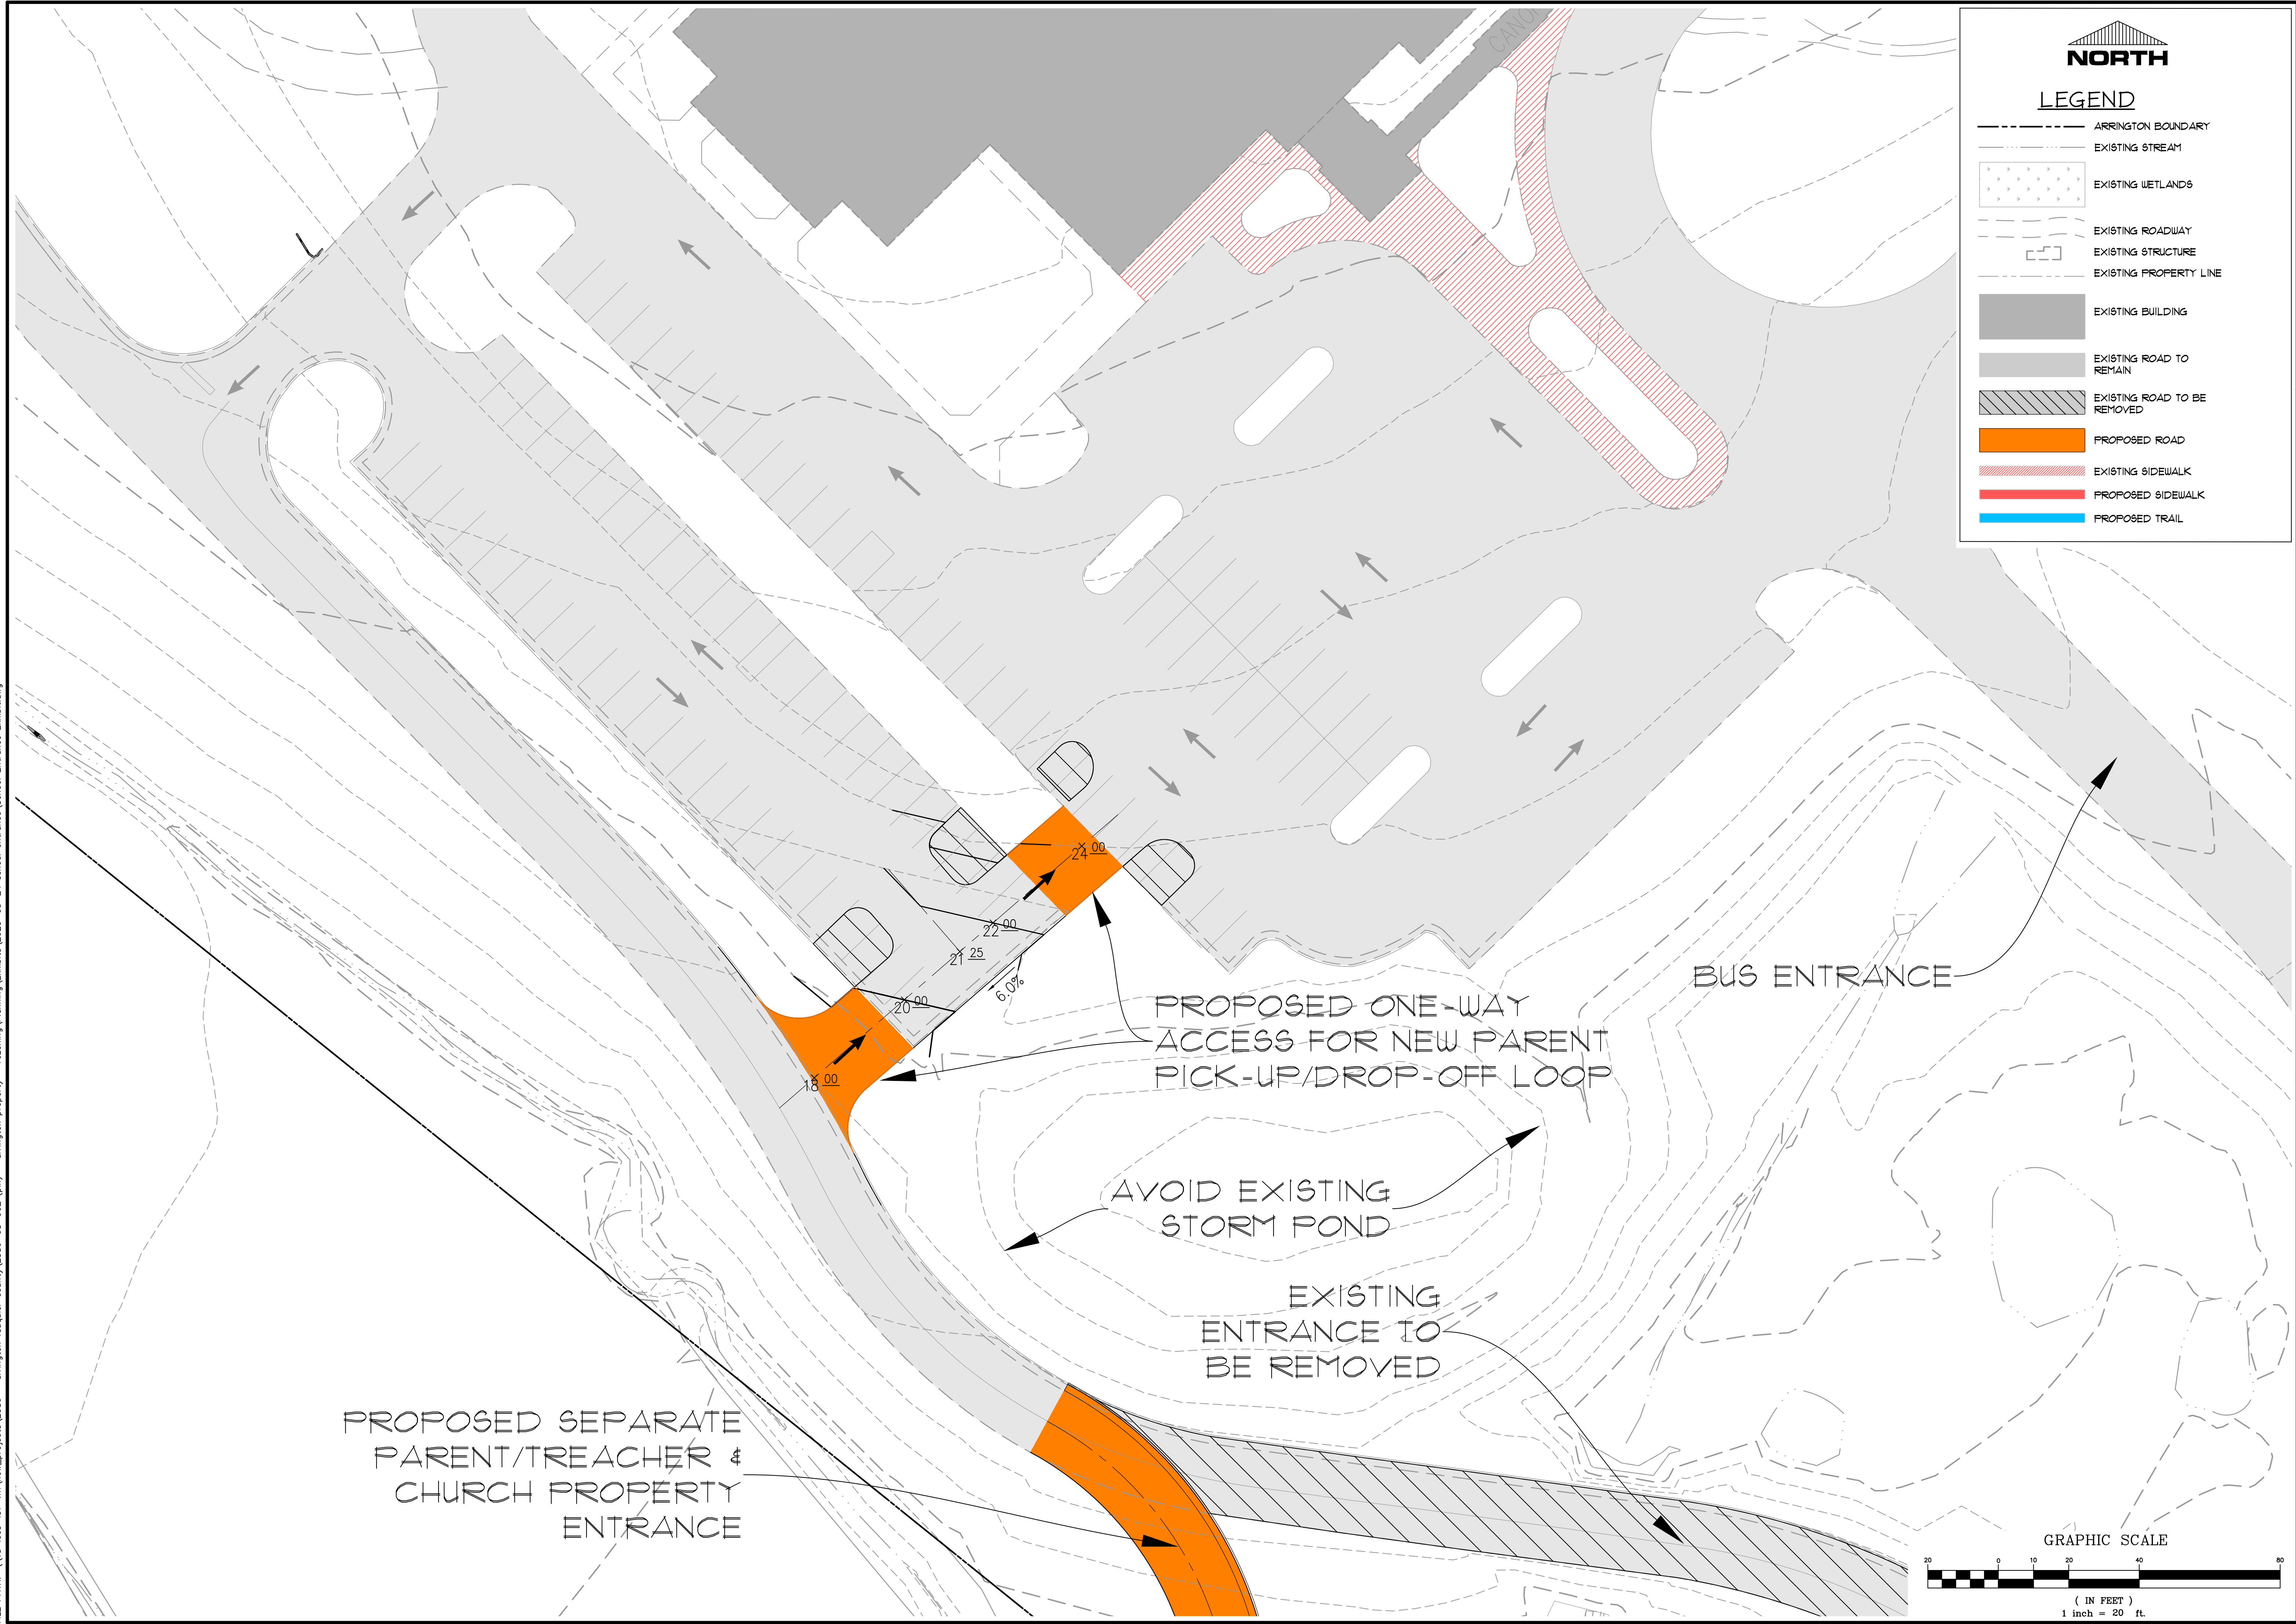 CANO
NORTH
LEGEND
ARRINGTON BOUNDARY
EXISTING STREAM
EXISTING WETLANDS
EXISTING ROADWAY
EXISTING STRUCTURE
EXISTING PROPERTY LINE
EXISTING BUILDING
EXISTING ROAD TO
REMAIN
EXISTING ROAD TO BE
REMOVED
PROPOSED ROAD
EXISTING SIDEWALK
PROPOSED SIDEWALK
PROPOSED TRAIL
24 00
22 00
21 25
20 00
18 00
6.0%
BUS ENTRANCE
PROPOSED ONE-WAY
ACCESS FOR NEW PARENT
PICK-UP/DROP-OFF LOOP
AVOID EXISTING
STORM POND
EXISTING
ENTRANCE TO
BE REMOVED
PROPOSED SEPARATE
PARENT/TREACHER &
CHURCH PROPERTY
ENTRANCE
GRAPHIC SCALE
20 0 10 20 40 80
( IN FEET )
1 inch = 20 ft.